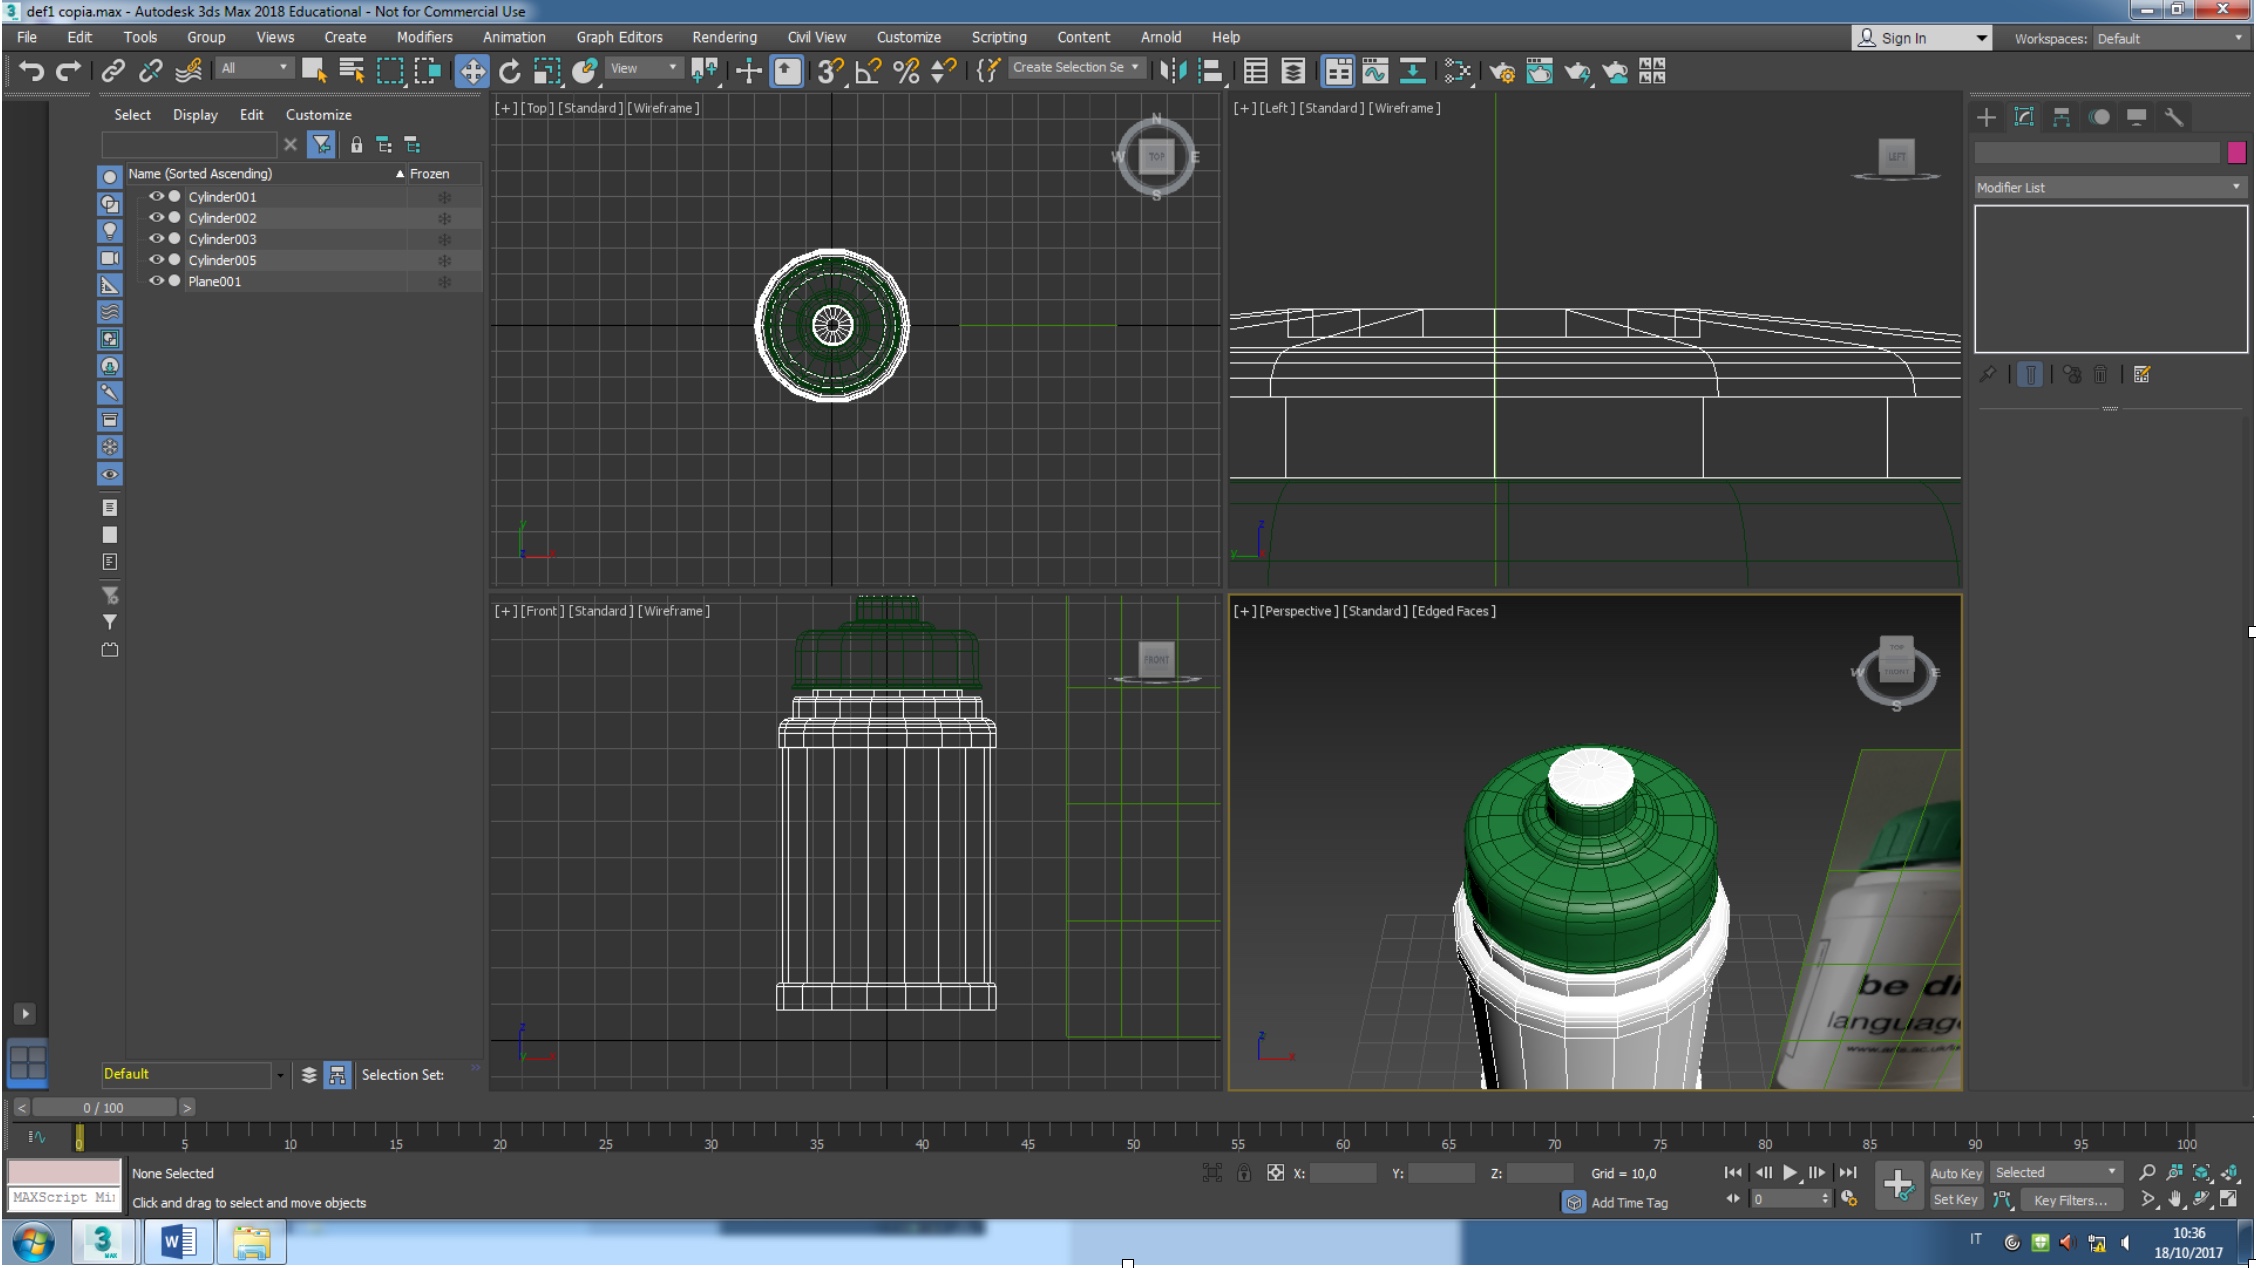 def1 copia.max - Autodesk 3ds Max 2018 Educational - Not for Commercial Use
File Edit Tools Group Views Create Modifiers Animation Graph Editors Rendering Civil View Customize Scripting Content Arnold Help
Sign In
Workspaces: Default
All
View
Create Selection Se
Select Display Edit Customize
Name (Sorted Ascending) Frozen
Cylinder001
Cylinder002
Cylinder003
Cylinder005
Plane001
Default
Selection Set:
[+] [Top] [Standard] [Wireframe]
N
W TOP E
S
y
z x
[+] [Left] [Standard] [Wireframe]
LEFT
z
y
[+] [Front] [Standard] [Wireframe]
FRONT
z
y x
[+] [Perspective] [Standard] [Edged Faces]
TOP
W FRONT E
S
be di
languag
z
x
Modifier List
< 0 / 100 >
0 5 10 15 20 25 30 35 40 45 50 55 60 65 70 75 80 85 90 95 100
None Selected
X: Y: Z: Grid = 10,0
MAXScript Mi
Click and drag to select and move objects
Add Time Tag
0
Auto Key Selected
Set Key Key Filters...
3 MAX
W
IT
10:36
18/10/2017